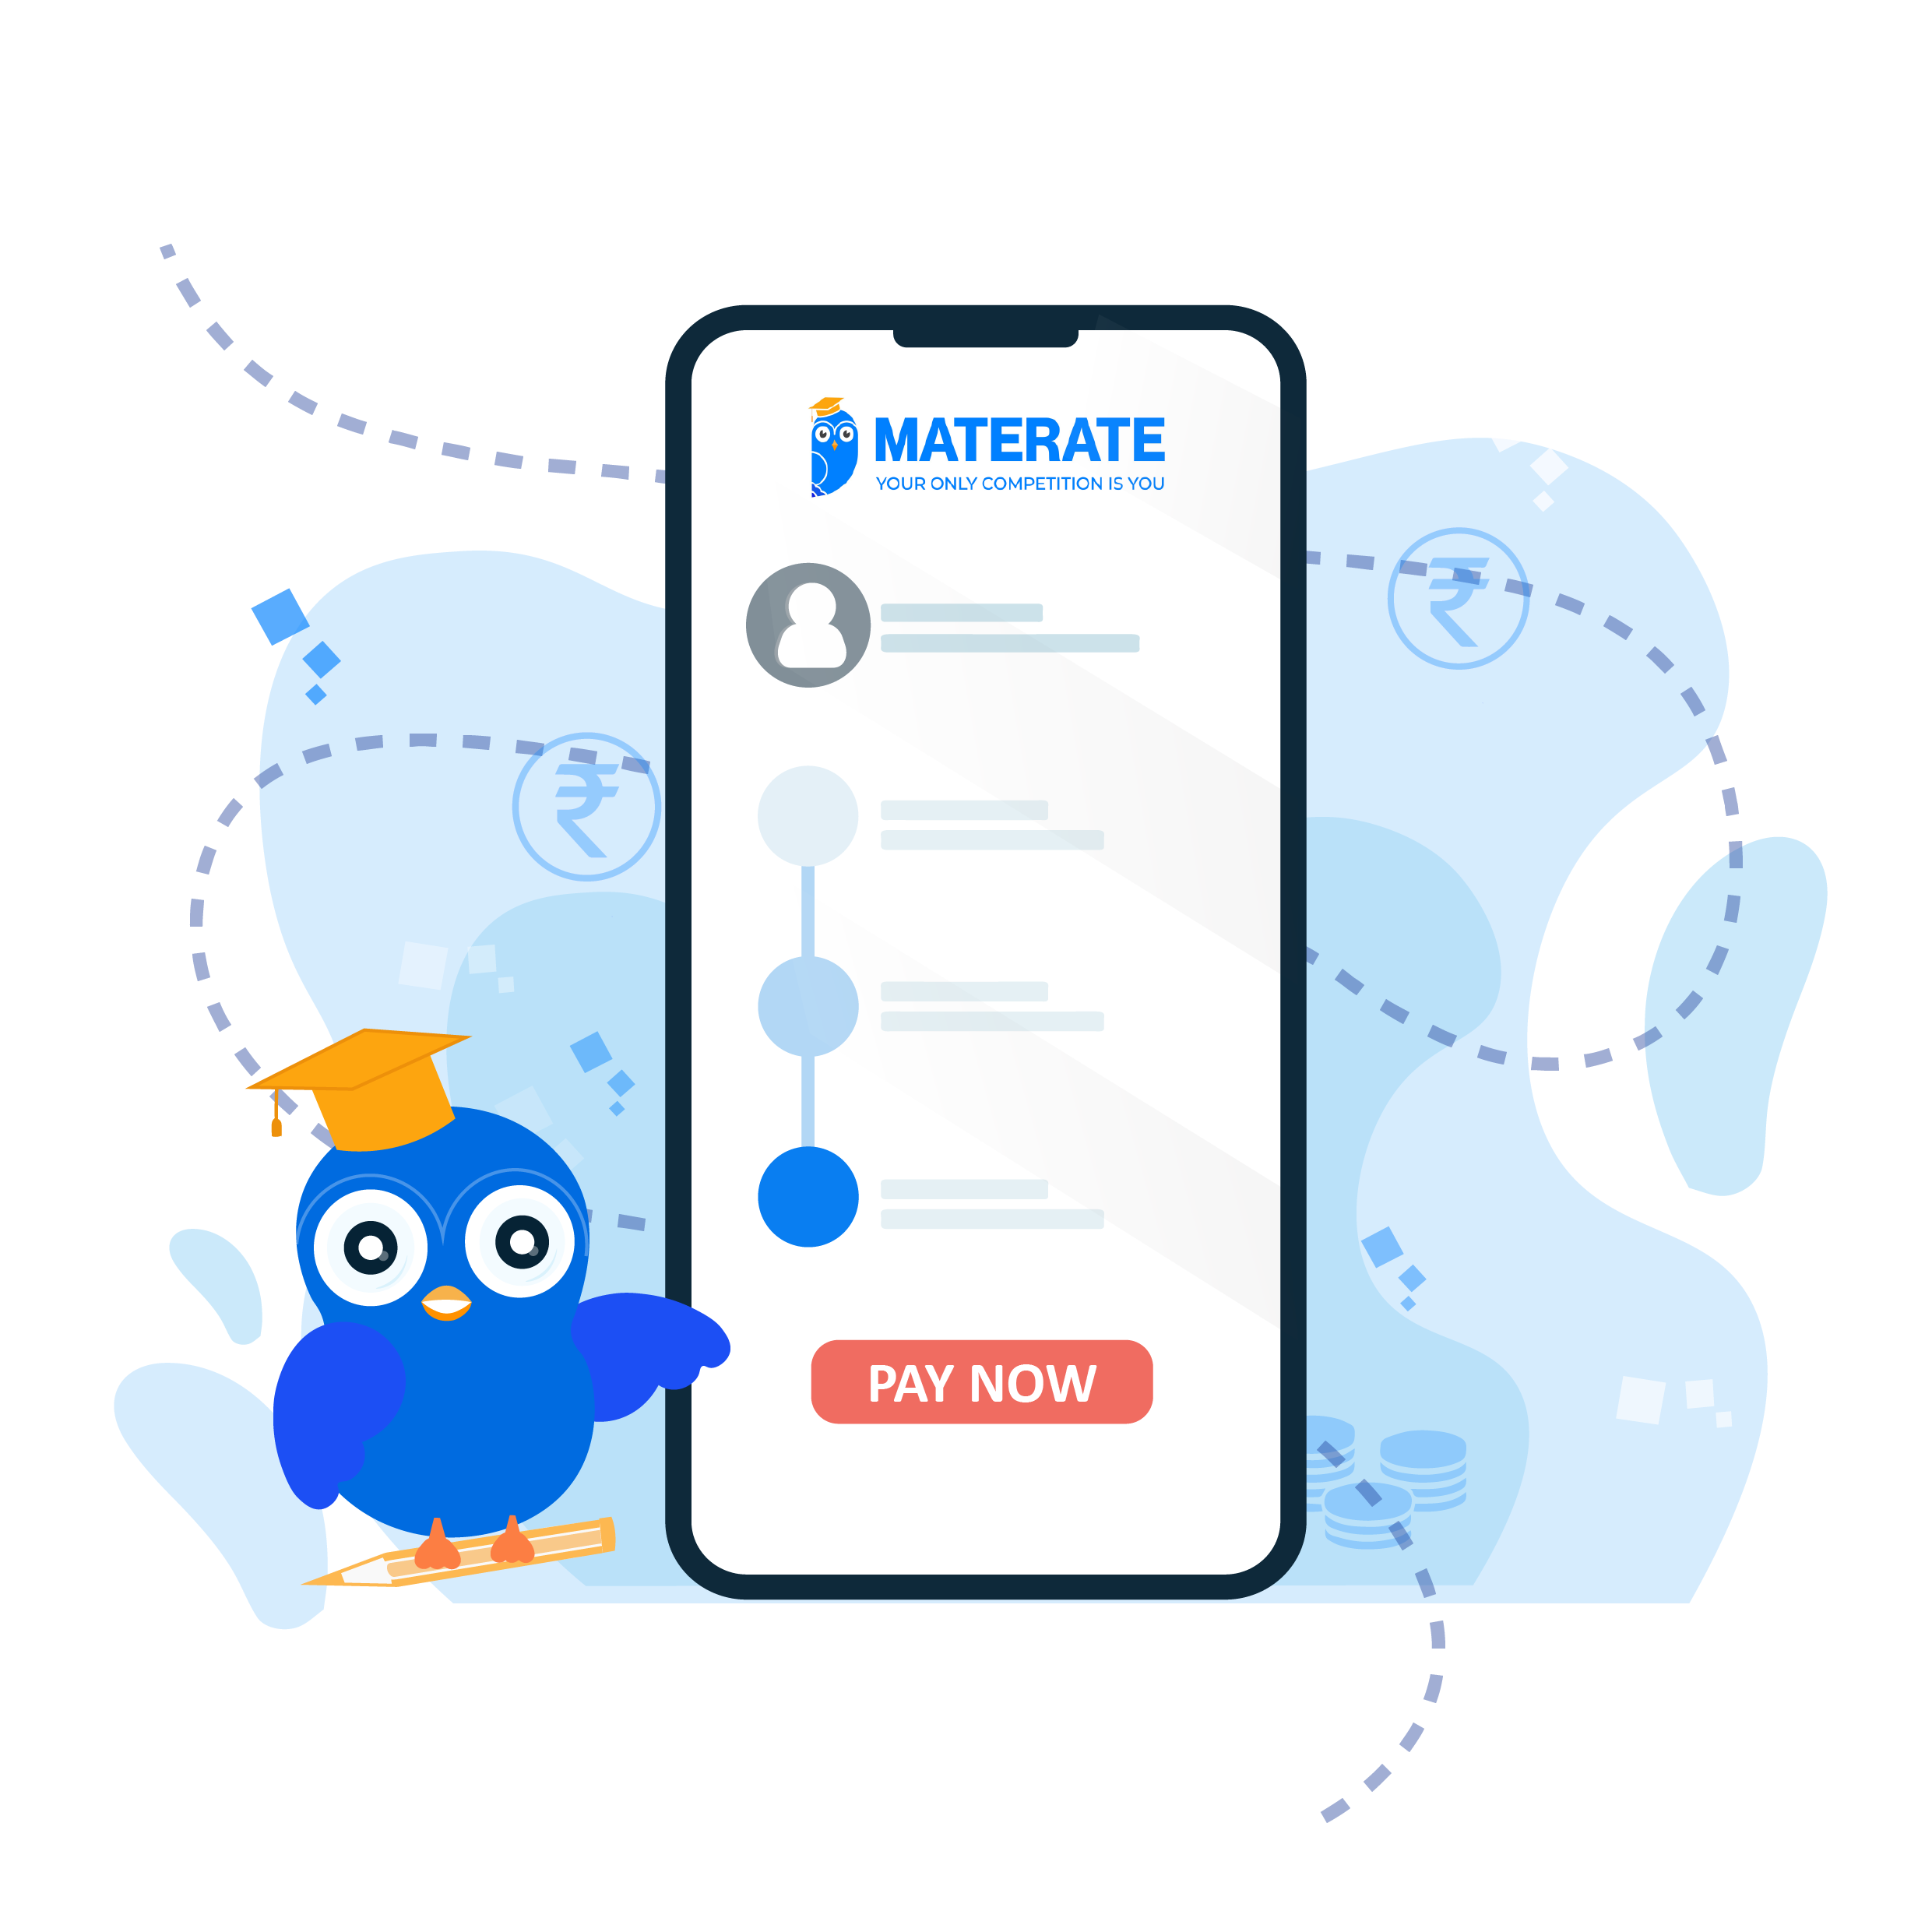 MATERATE
YOUR ONLY COMPETITION IS YOU
₹
₹
PAY NOW